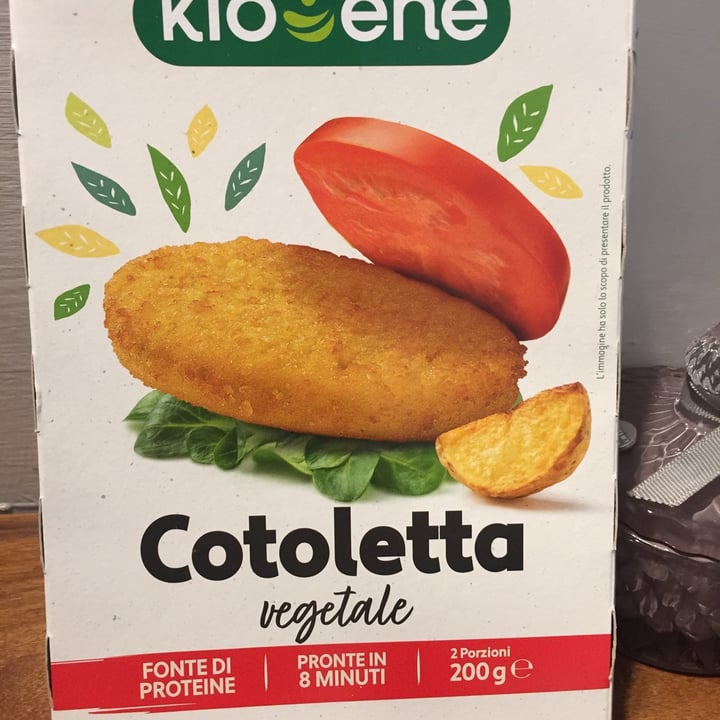 kioene
L'immagine ha solo lo scopo di presentare il prodotto.
Cotoletta
vegetale
FONTE DI
PROTEINE
PRONTE IN
8 MINUTI
2 Porzioni
200 g ℮